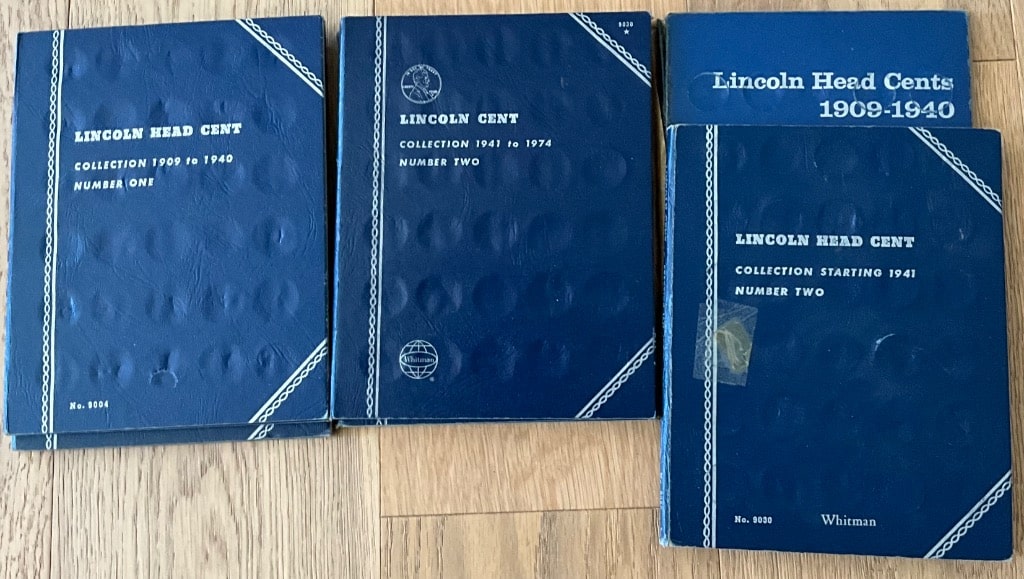 LINCOLN HEAD CENT
COLLECTION 1909 to 1940
NUMBER ONE
No. 9004
9030
LINCOLN CENT
COLLECTION 1941 to 1974
NUMBER TWO
Whitman
Lincoln Head Cents
1909-1940
LINCOLN HEAD CENT
COLLECTION STARTING 1941
NUMBER TWO
No. 9030
Whitman